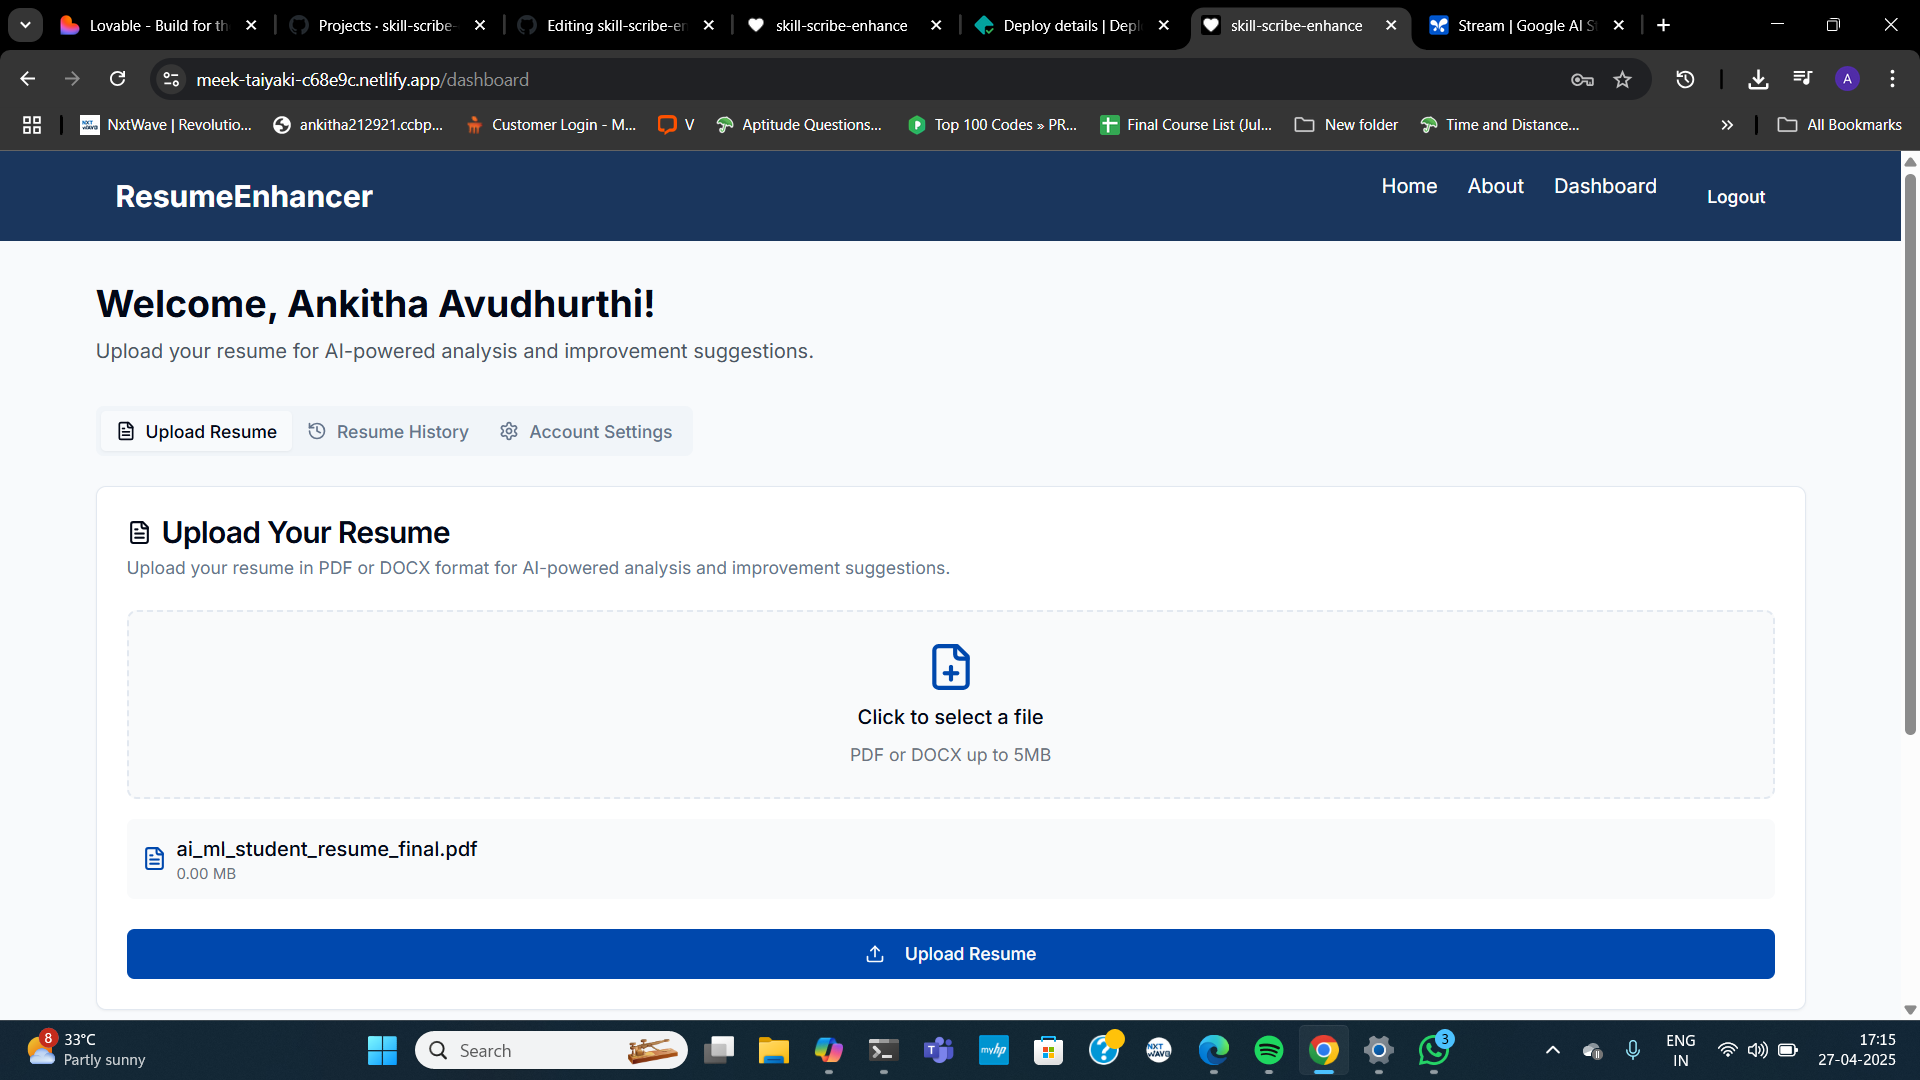 Lovable - Build for th
Projects · skill-scribe-
Editing skill-scribe-en
skill-scribe-enhance
Deploy details | Depl
skill-scribe-enhance
Stream | Google AI S
meek-taiyaki-c68e9c.netlify.app/dashboard
A
NxtWave | Revolutio...
ankitha212921.ccbp...
Customer Login - M...
V
Aptitude Questions...
Top 100 Codes » PR...
Final Course List (Jul...
New folder
Time and Distance...
All Bookmarks
ResumeEnhancer
Home
About
Dashboard
Logout
Welcome, Ankitha Avudhurthi!
Upload your resume for AI-powered analysis and improvement suggestions.
Upload Resume
Resume History
Account Settings
Upload Your Resume
Upload your resume in PDF or DOCX format for AI-powered analysis and improvement suggestions.
Click to select a file
PDF or DOCX up to 5MB
ai_ml_student_resume_final.pdf
0.00 MB
Upload Resume
8
33°C
Partly sunny
Search
myhp
NXT WAVE
3
ENG
IN
17:15
27-04-2025